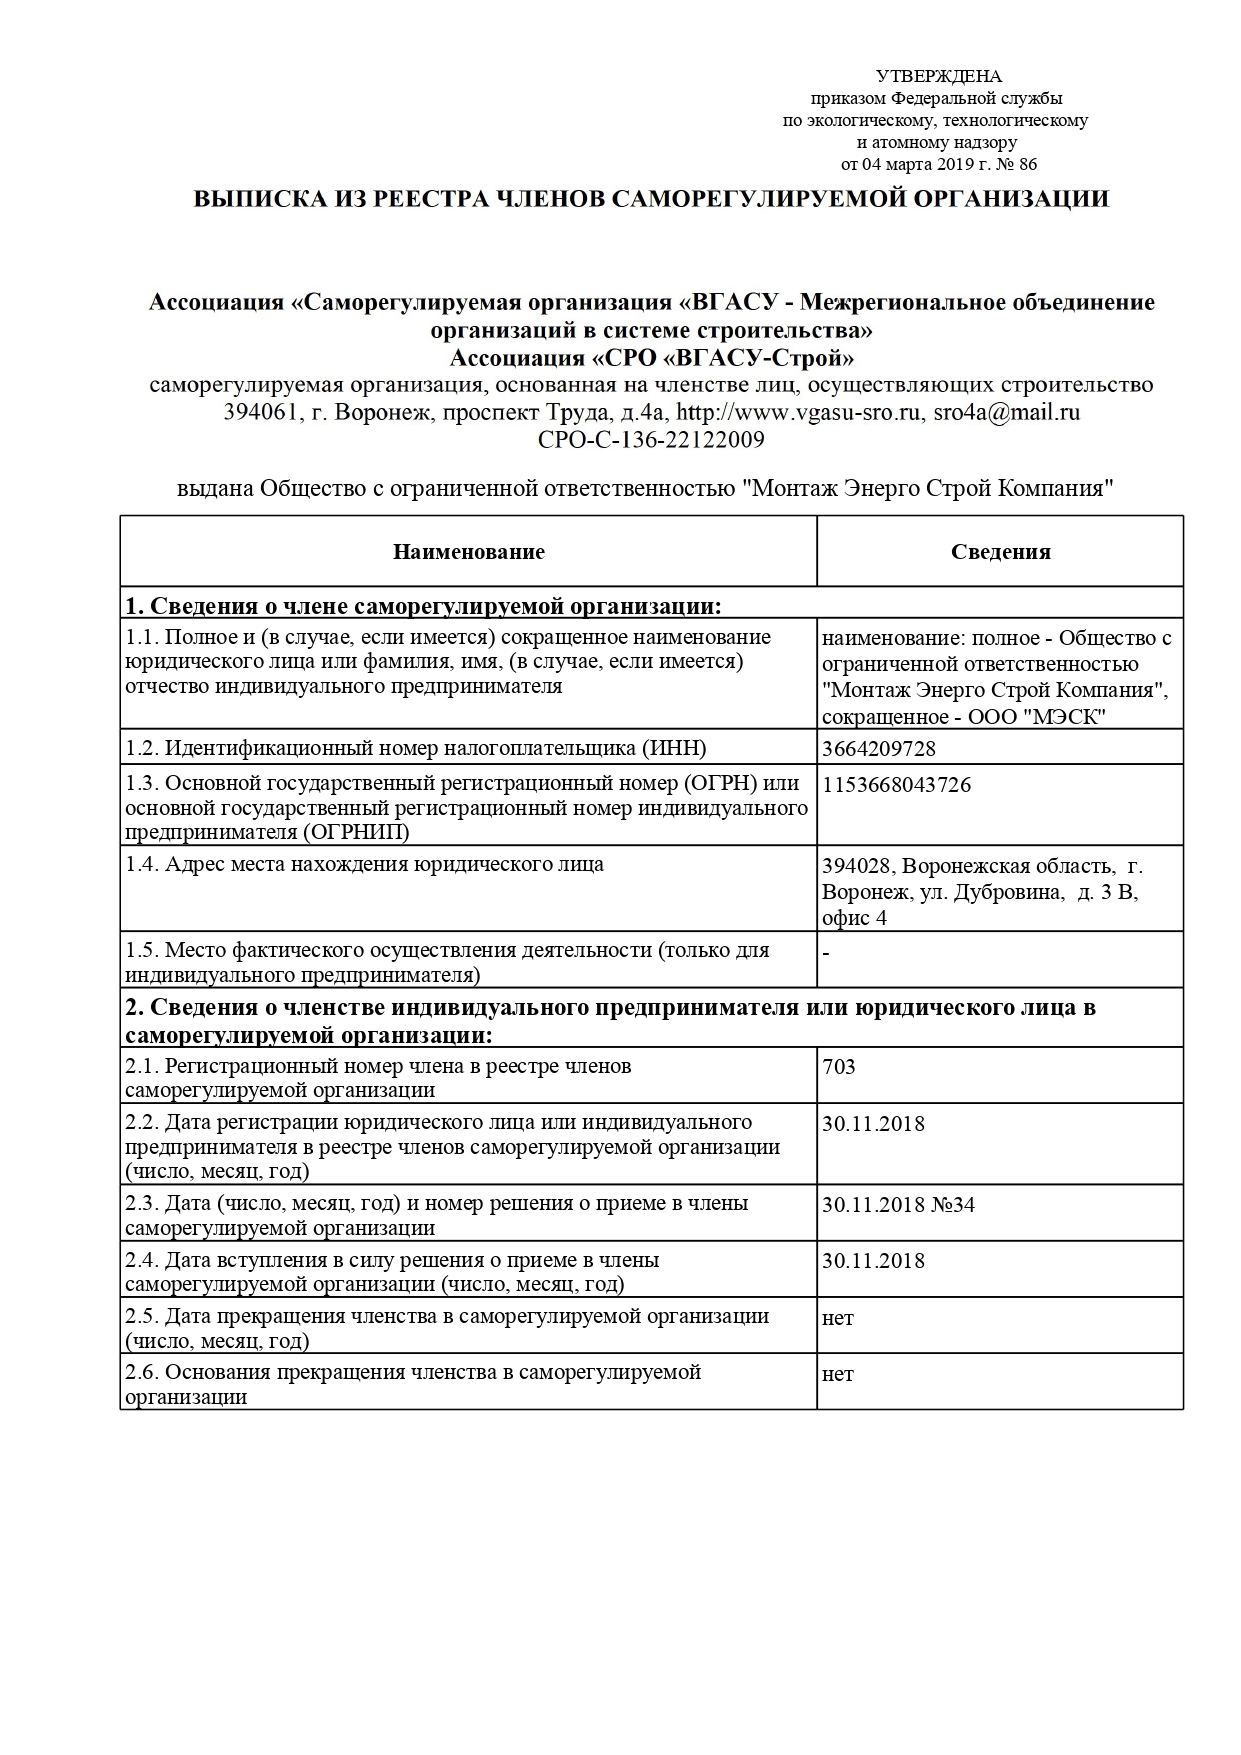 УТВЕРЖДЕНА
приказом Федеральной службы
по экологическому, технологическому
и атомному надзору
от 04 марта 2019 г. № 86
ВЫПИСКА ИЗ РЕЕСТРА ЧЛЕНОВ САМОРЕГУЛИРУЕМОЙ ОРГАНИЗАЦИИ
Ассоциация «Саморегулируемая организация «ВГАСУ - Межрегиональное объединение
организаций в системе строительства»
Ассоциация «СРО «ВГАСУ-Строй»
саморегулируемая организация, основанная на членстве лиц, осуществляющих строительство
394061, г. Воронеж, проспект Труда, д.4а, http://www.vgasu-sro.ru, sro4a@mail.ru
СРО-С-136-22122009
выдана Общество с ограниченной ответственностью "Монтаж Энерго Строй Компания"
Наименование
Сведения
1. Сведения о члене саморегулируемой организации:
1.1. Полное и (в случае, если имеется) сокращенное наименование
юридического лица или фамилия, имя, (в случае, если имеется)
отчество индивидуального предпринимателя
наименование: полное - Общество с
ограниченной ответственностью
"Монтаж Энерго Строй Компания",
сокращенное - ООО "МЭСК"
1.2. Идентификационный номер налогоплательщика (ИНН)
3664209728
1.3. Основной государственный регистрационный номер (ОГРН) или
основной государственный регистрационный номер индивидуального
предпринимателя (ОГРНИП)
1153668043726
1.4. Адрес места нахождения юридического лица
394028, Воронежская область, г.
Воронеж, ул. Дубровина, д. 3 В,
офис 4
1.5. Место фактического осуществления деятельности (только для
индивидуального предпринимателя)
-
2. Сведения о членстве индивидуального предпринимателя или юридического лица в
саморегулируемой организации:
2.1. Регистрационный номер члена в реестре членов
саморегулируемой организации
703
2.2. Дата регистрации юридического лица или индивидуального
предпринимателя в реестре членов саморегулируемой организации
(число, месяц, год)
30.11.2018
2.3. Дата (число, месяц, год) и номер решения о приеме в члены
саморегулируемой организации
30.11.2018 №34
2.4. Дата вступления в силу решения о приеме в члены
саморегулируемой организации (число, месяц, год)
30.11.2018
2.5. Дата прекращения членства в саморегулируемой организации
(число, месяц, год)
нет
2.6. Основания прекращения членства в саморегулируемой
организации
нет